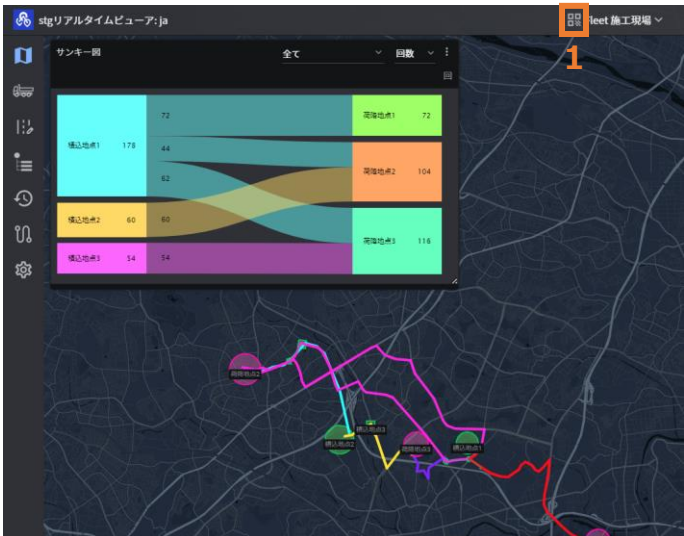 stgリアルタイムビューア: ja
Fleet 施工現場
1
サンキー図
全て
回数
積込地点1 178
72
44
62
荷降地点1 72
荷降地点2 104
積込地点2 60
60
積込地点3 54
54
荷降地点3 116
荷降地点2
積込地点3
積込地点2
荷降地点3
積込地点1